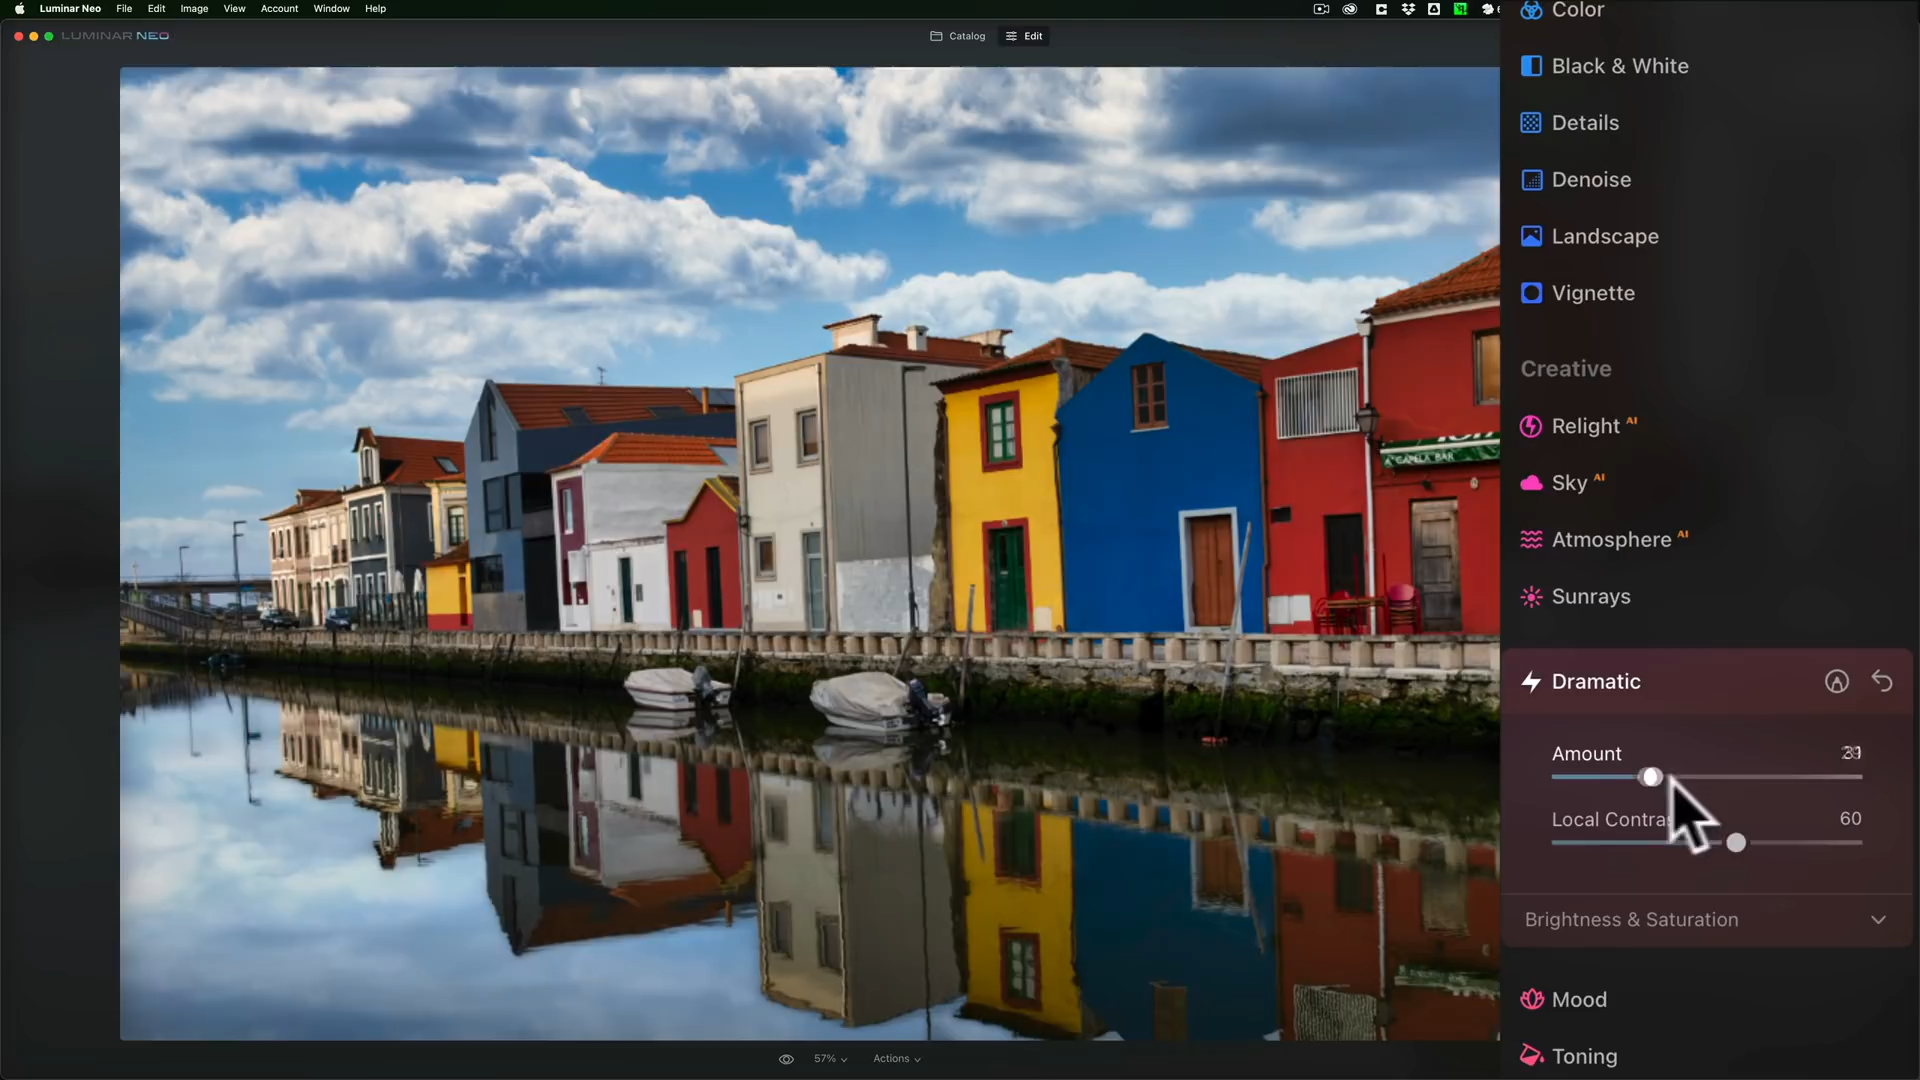 Luminar Neo File Edit Image View Account Window Help
LUMINAR NEO
Catalog
Edit
Color
Black & White
Details
Denoise
Landscape
Vignette
Creative
Relight AI
Sky AI
Atmosphere AI
Sunrays
A CAPELA BAR
Dramatic
Amount
Local Contra
60
Brightness & Saturation
Mood
Toning
57%
Actions